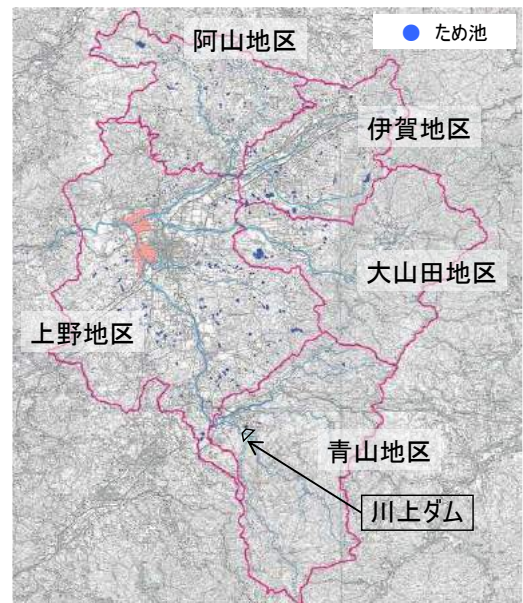 阿山地区
ため池
伊賀地区
大山田地区
上野地区
青山地区
川上ダム